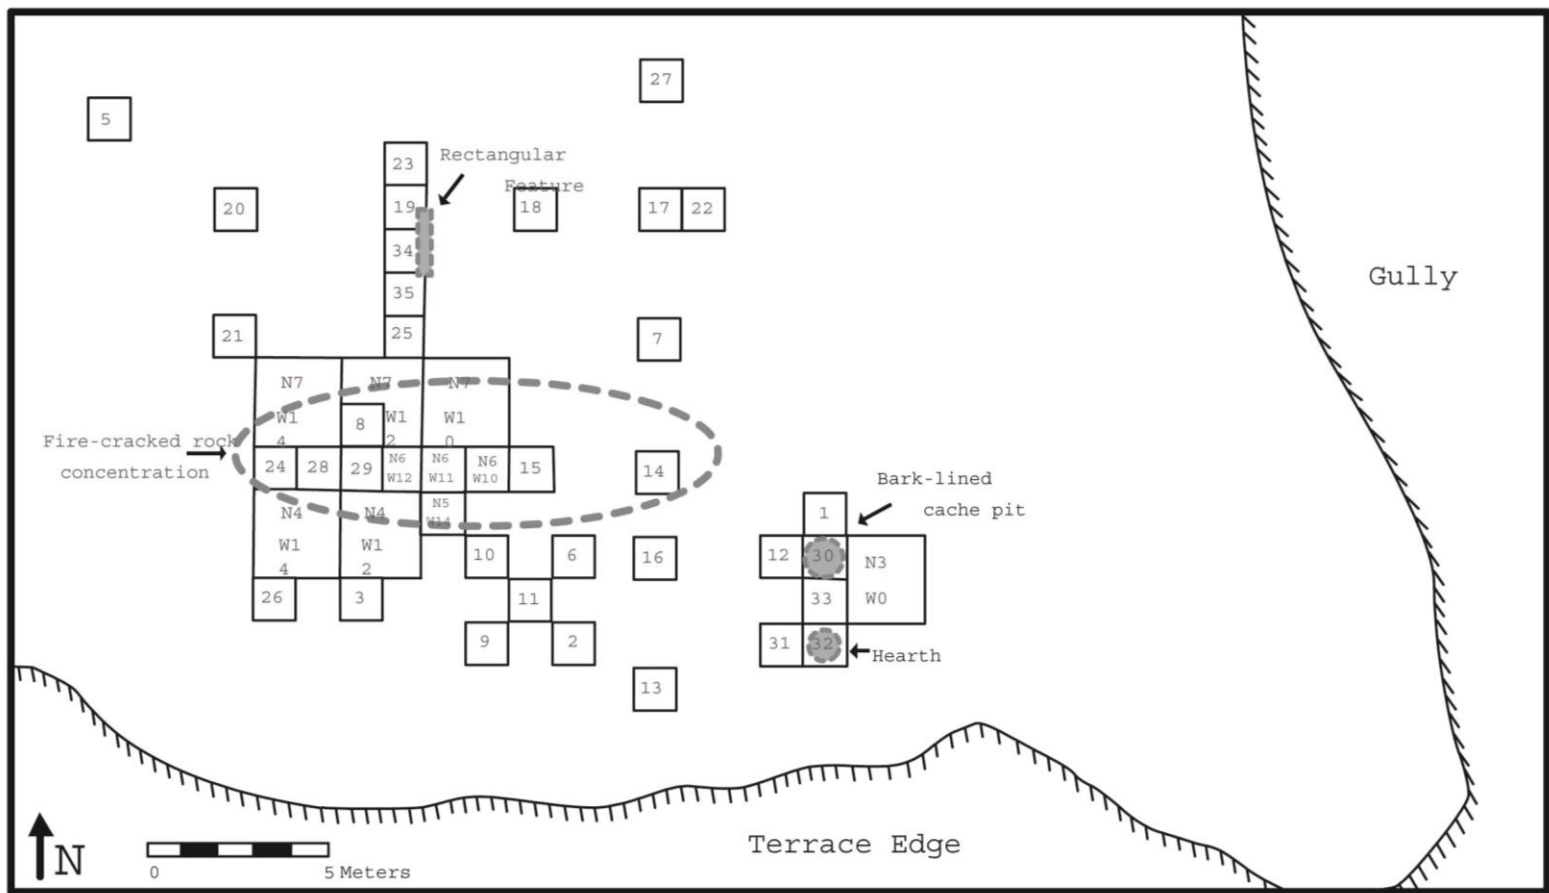 27
5
23
Rectangular
Feature
20
19
18
17
22
34
35
21
25
7
N7
N7
N7
W1
4
8
W1
2
W1
0
Fire-cracked rock
concentration
24
28
29
N6
W12
N6
W11
N6
W10
15
14
N4
W1
4
N4
W1
2
N5
W14
10
6
16
26
3
11
9
2
13
Bark-lined
cache pit
1
12
30
N3
W0
33
31
32
Hearth
Gully
Terrace Edge
N
0
5 Meters